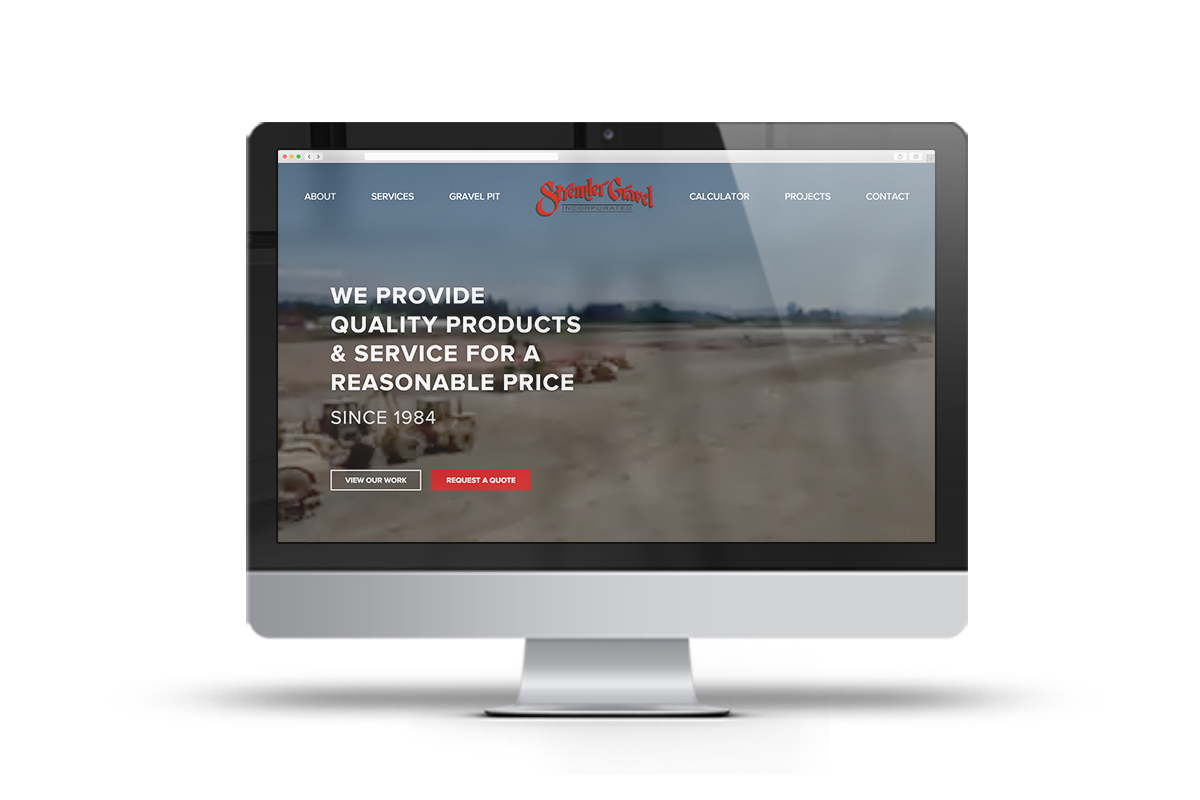 ABOUT
SERVICES
GRAVEL PIT
Stremler Gravel
INCORPORATED
CALCULATOR
PROJECTS
CONTACT
WE PROVIDE
QUALITY PRODUCTS
& SERVICE FOR A
REASONABLE PRICE
SINCE 1984
VIEW OUR WORK
REQUEST A QUOTE